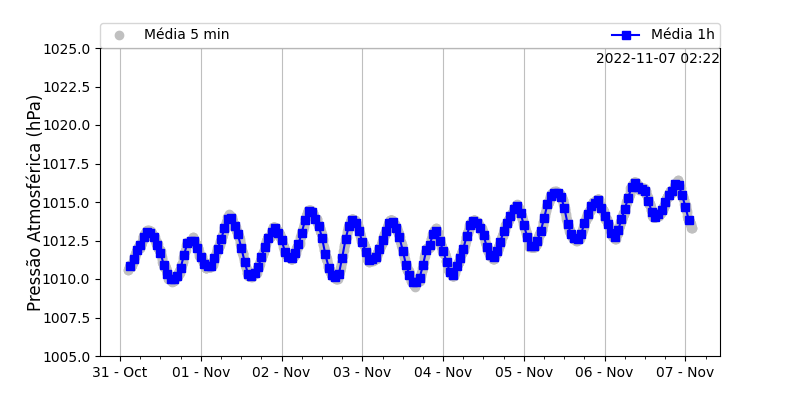 Média 5 min
Média 1h
2022-11-07 02:22
Pressão Atmosférica (hPa)
1025.0
1022.5
1020.0
1017.5
1015.0
1012.5
1010.0
1007.5
1005.0
31 - Oct
01 - Nov
02 - Nov
03 - Nov
04 - Nov
05 - Nov
06 - Nov
07 - Nov